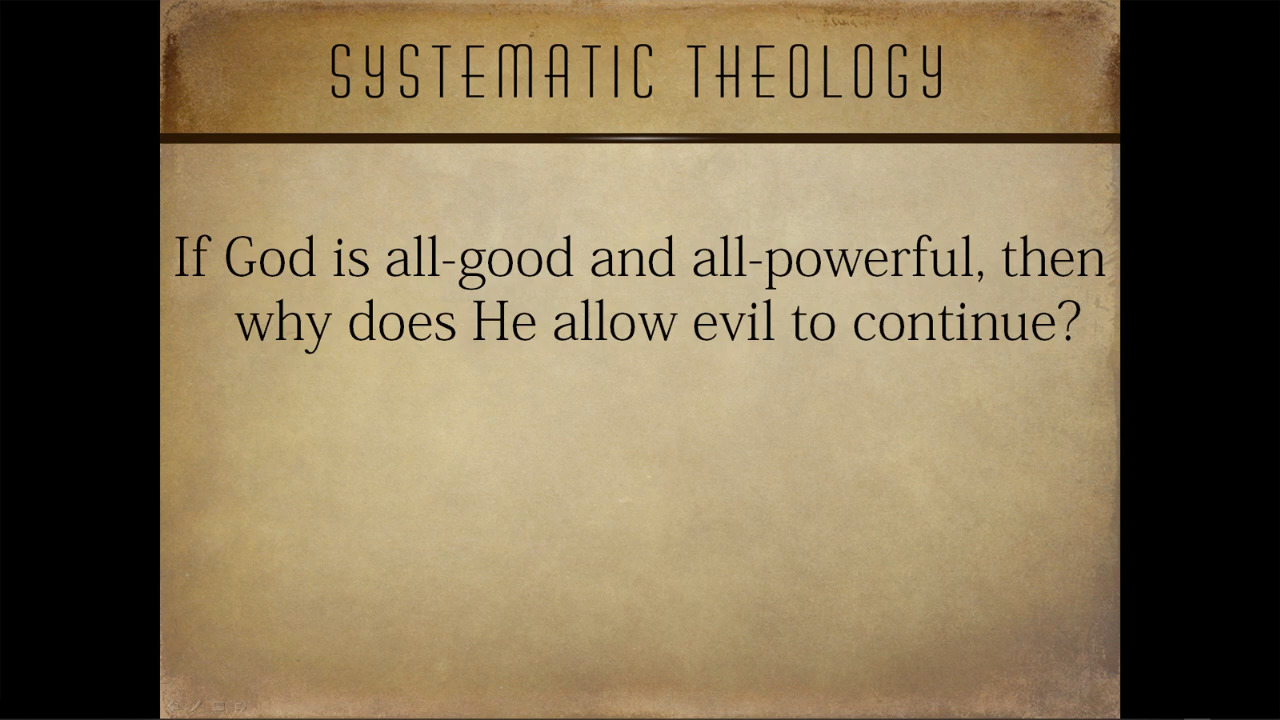 SYSTEMATIC THEOLOGY
If God is all-good and all-powerful, then
why does He allow evil to continue?